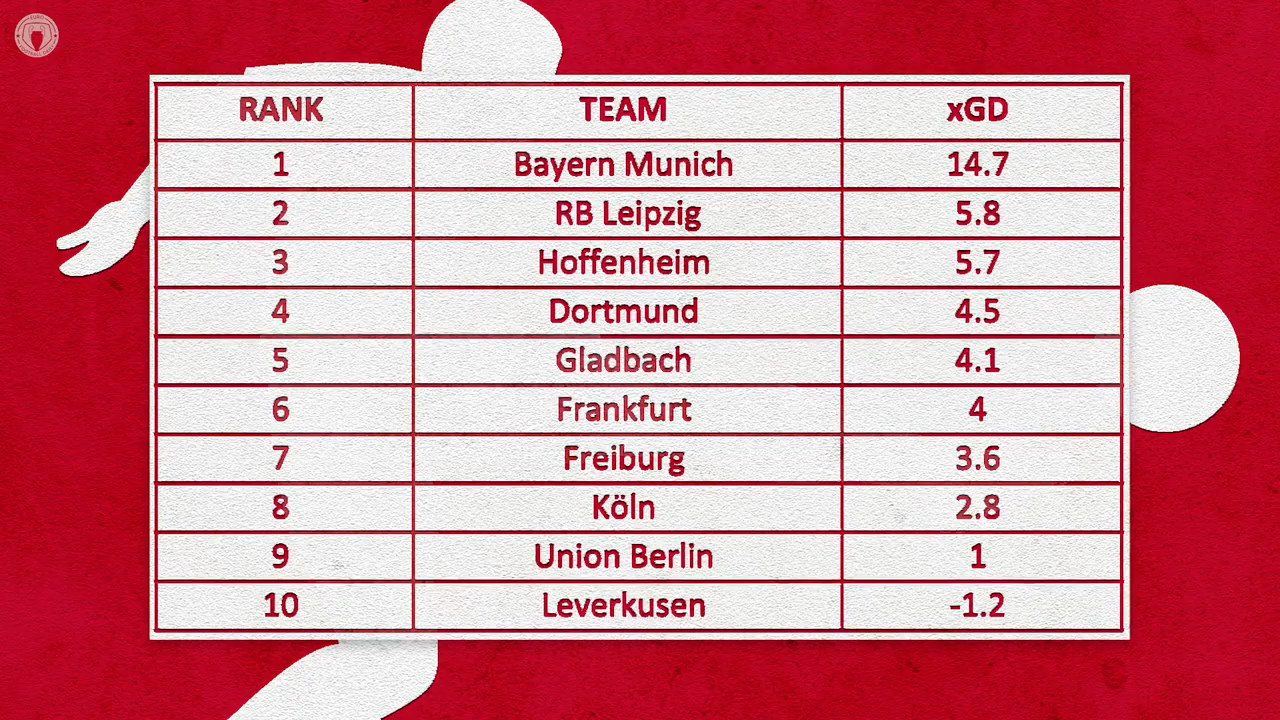 EURO
RANK TEAM xGD
1 Bayern Munich 14.7
2 RB Leipzig 5.8
3 Hoffenheim 5.7
4 Dortmund 4.5
5 Gladbach 4.1
6 Frankfurt 4
7 Freiburg 3.6
8 Köln 2.8
9 Union Berlin 1
10 Leverkusen -1.2